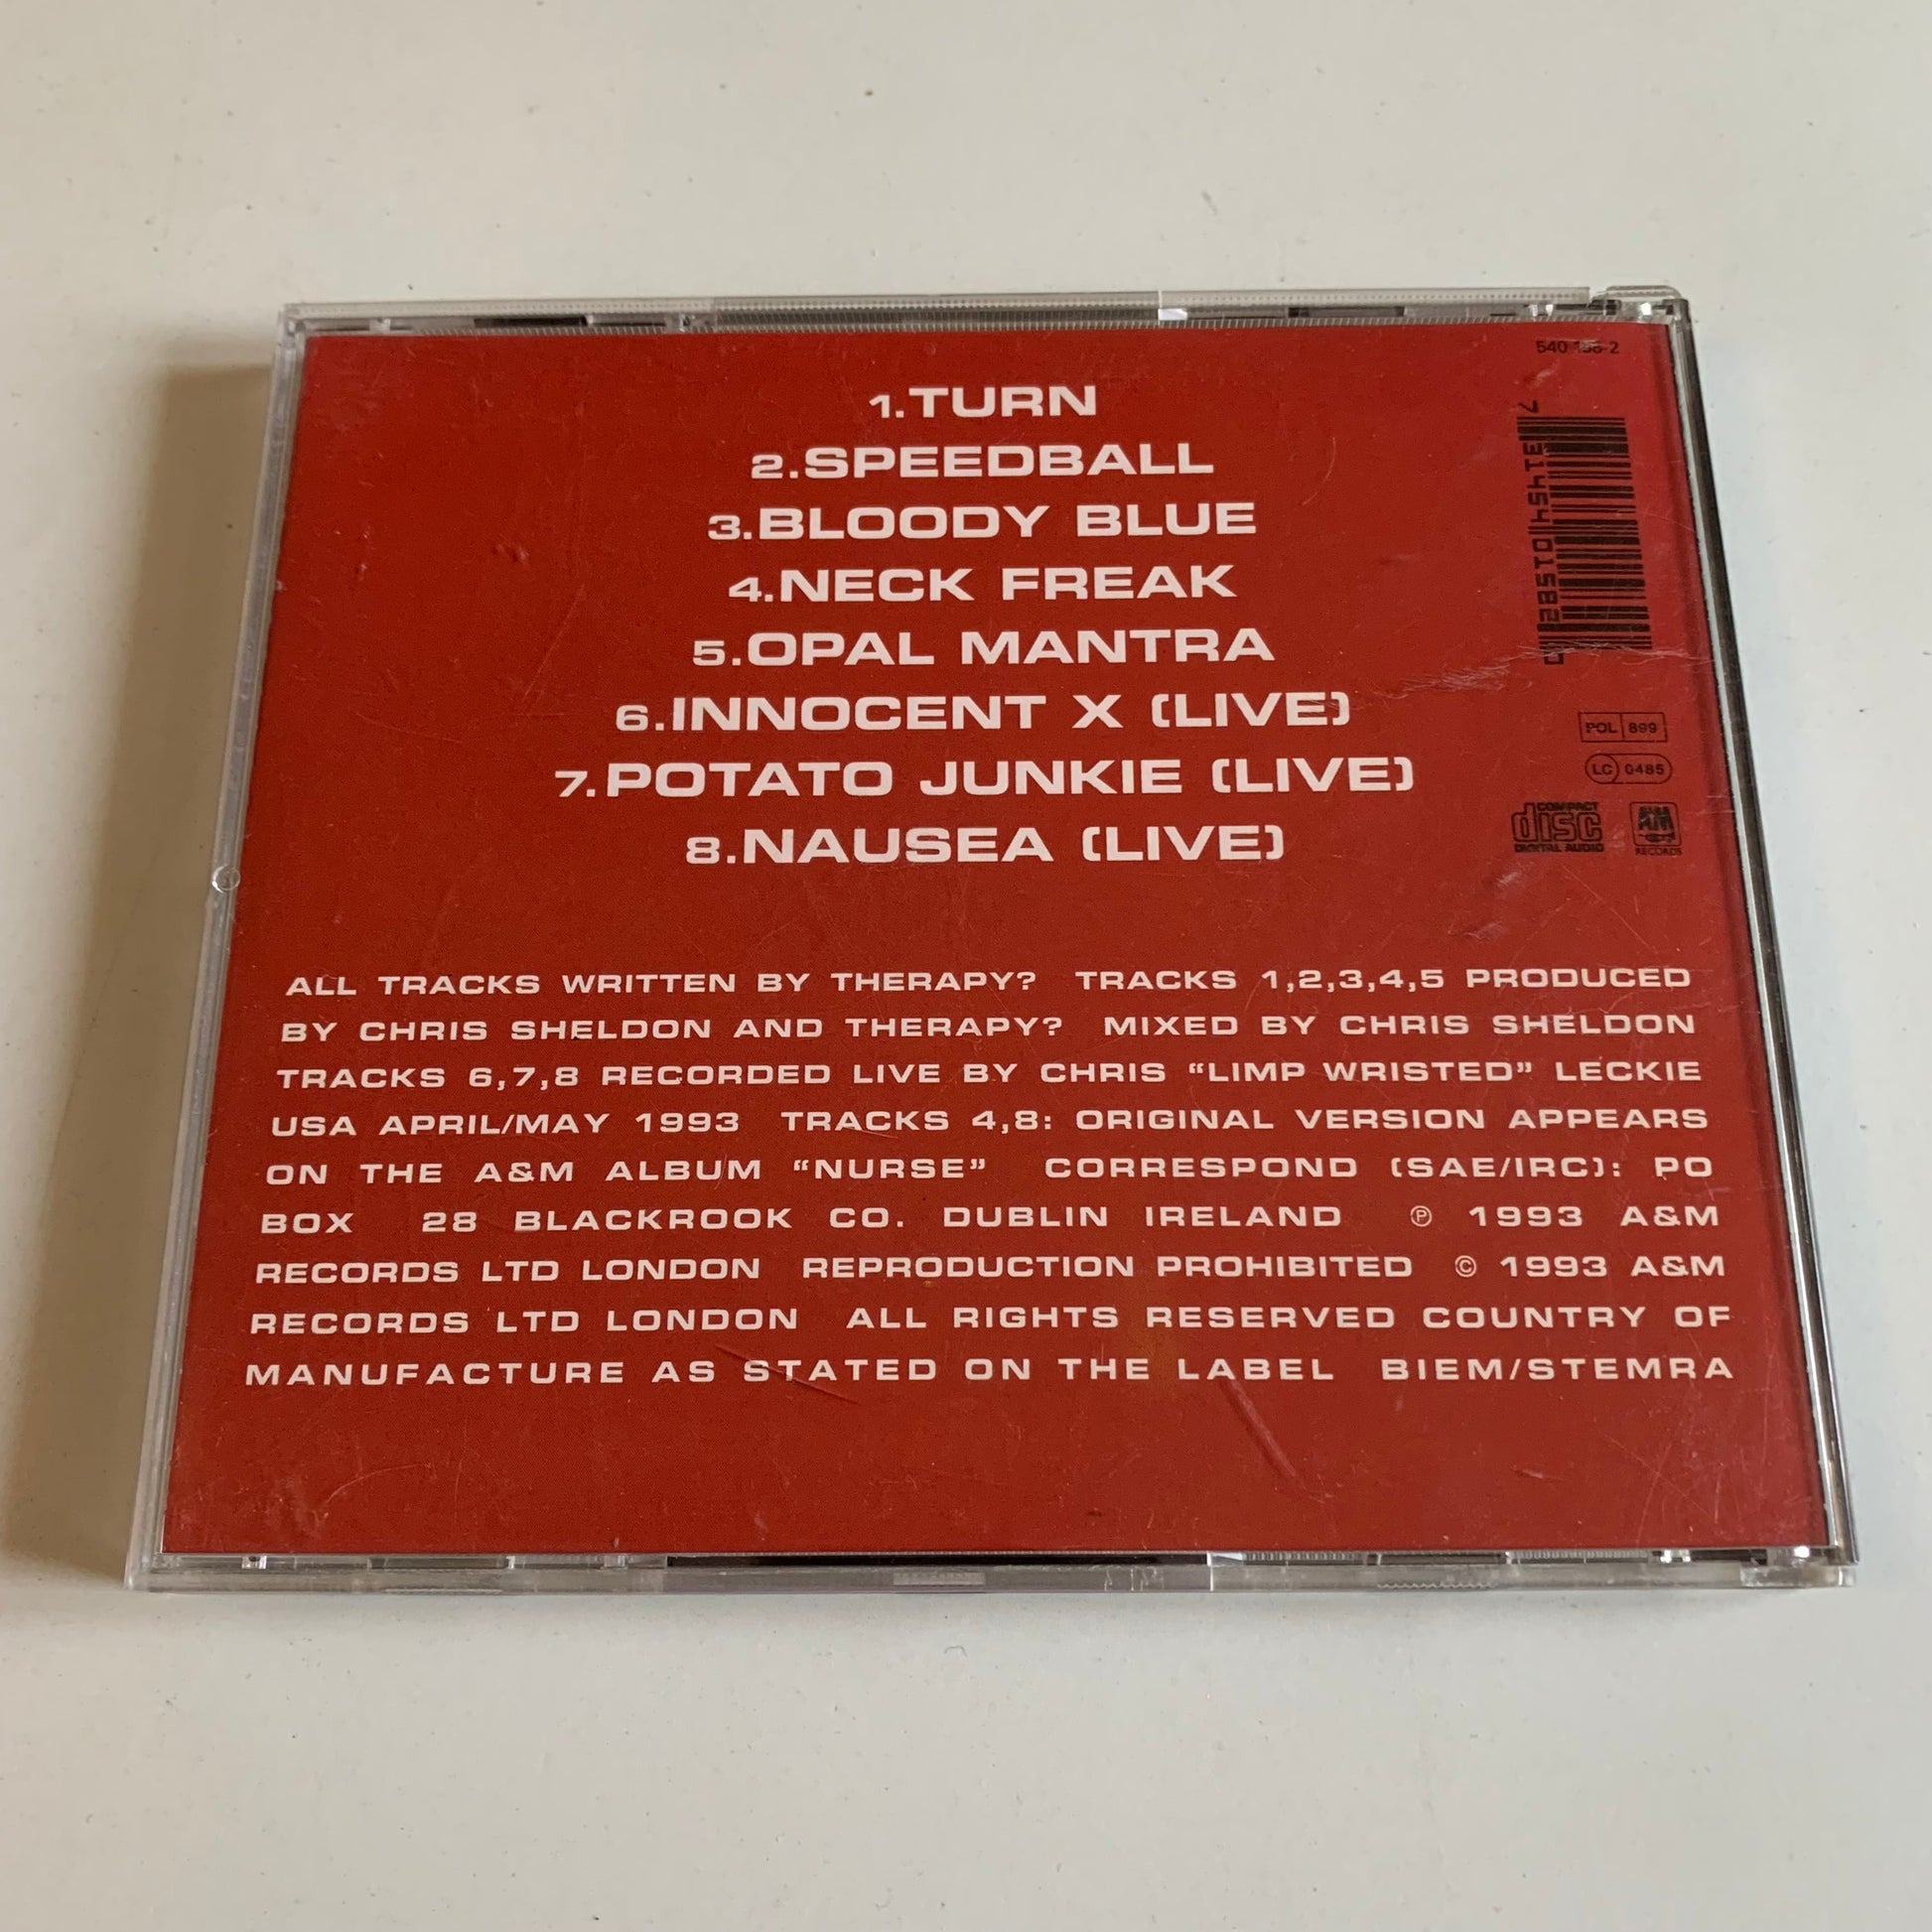 1.TURN
2.SPEEDBALL
3.BLOODY BLUE
4.NECK FREAK
5.OPAL MANTRA
6.INNOCENT X (LIVE)
7.POTATO JUNKIE (LIVE)
8.NAUSEA (LIVE)
POL 899
LC 0485
COMPACT
disc
DIGITAL AUDIO
A&M
RECORDS
ALL TRACKS WRITTEN BY THERAPY? TRACKS 1,2,3,4,5 PRODUCED
BY CHRIS SHELDON AND THERAPY? MIXED BY CHRIS SHELDON
TRACKS 6,7,8 RECORDED LIVE BY CHRIS “LIMP WRISTED” LECKIE
USA APRIL/MAY 1993 TRACKS 4,8: ORIGINAL VERSION APPEARS
ON THE A&M ALBUM “NURSE” CORRESPOND (SAE/IRC): PO
BOX 28 BLACKROOK CO. DUBLIN IRELAND ℗ 1993 A&M
RECORDS LTD LONDON REPRODUCTION PROHIBITED © 1993 A&M
RECORDS LTD LONDON ALL RIGHTS RESERVED COUNTRY OF
MANUFACTURE AS STATED ON THE LABEL BIEM/STEMRA